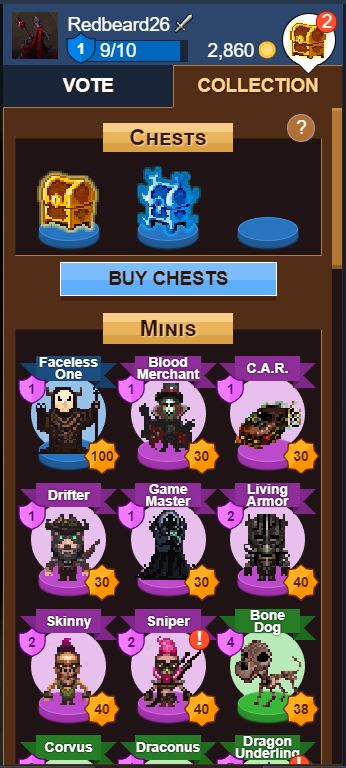 Redbeard26
2
1
9/10
2,860
VOTE
COLLECTION
CHESTS
?
BUY CHESTS
MINIS
Faceless
One
1
100
Blood
Merchant
1
30
C.A.R.
1
30
Drifter
1
30
Game
Master
1
30
Living
Armor
2
40
Skinny
2
40
Sniper
!
2
40
Bone
Dog
4
38
Corvus
Draconus
Dragon
Underling